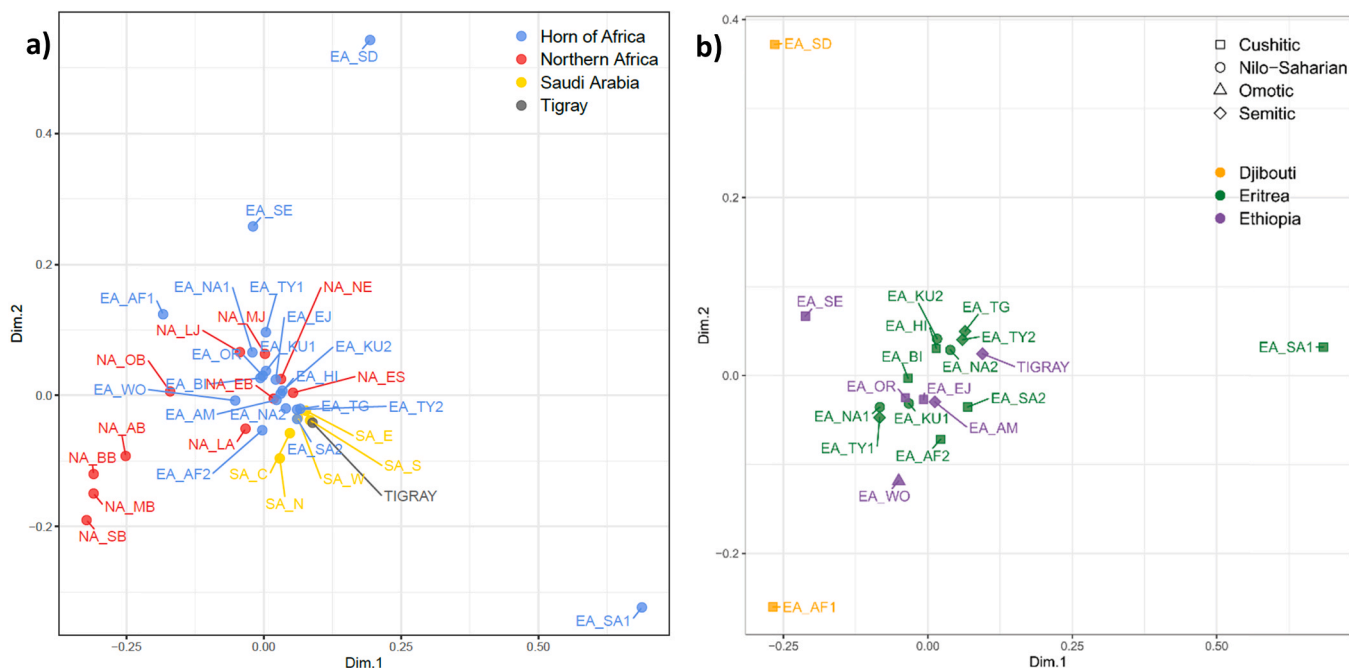 a)
EA_SD
Horn of Africa
Northern Africa
Saudi Arabia
Tigray
0.4
EA_SE
0.2
EA_NA1
EA_TY1
NA_NE
EA_AF1
NA_MJ
EA_EJ
NA_LJ
EA_OR
EA_KU1
EA_KU2
NA_OB
EA_BI
NA_EB
EA_HI
NA_ES
EA_WO
0.0
EA_AM
EA_NA2
EA_TG
EA_TY2
NA_AB
NA_LA
SA_E
EA_SA2
NA_BB
EA_AF2
SA_C
SA_W
SA_S
NA_MB
SA_N
TIGRAY
−0.2
NA_SB
EA_SA1
Dim.2
−0.25
0.00
0.25
0.50
Dim.1
b)
0.4
EA_SD
Cushitic
Nilo−Saharian
Omotic
Semitic
Djibouti
Eritrea
Ethiopia
0.2
EA_SE
EA_KU2
EA_TG
EA_HI
EA_TY2
EA_SA1
EA_BI
EA_NA2
TIGRAY
0.0
EA_OR
EA_EJ
EA_SA2
EA_NA1
EA_KU1
EA_AM
EA_TY1
EA_AF2
EA_WO
−0.2
EA_AF1
Dim.2
−0.25
0.00
0.25
0.50
Dim.1